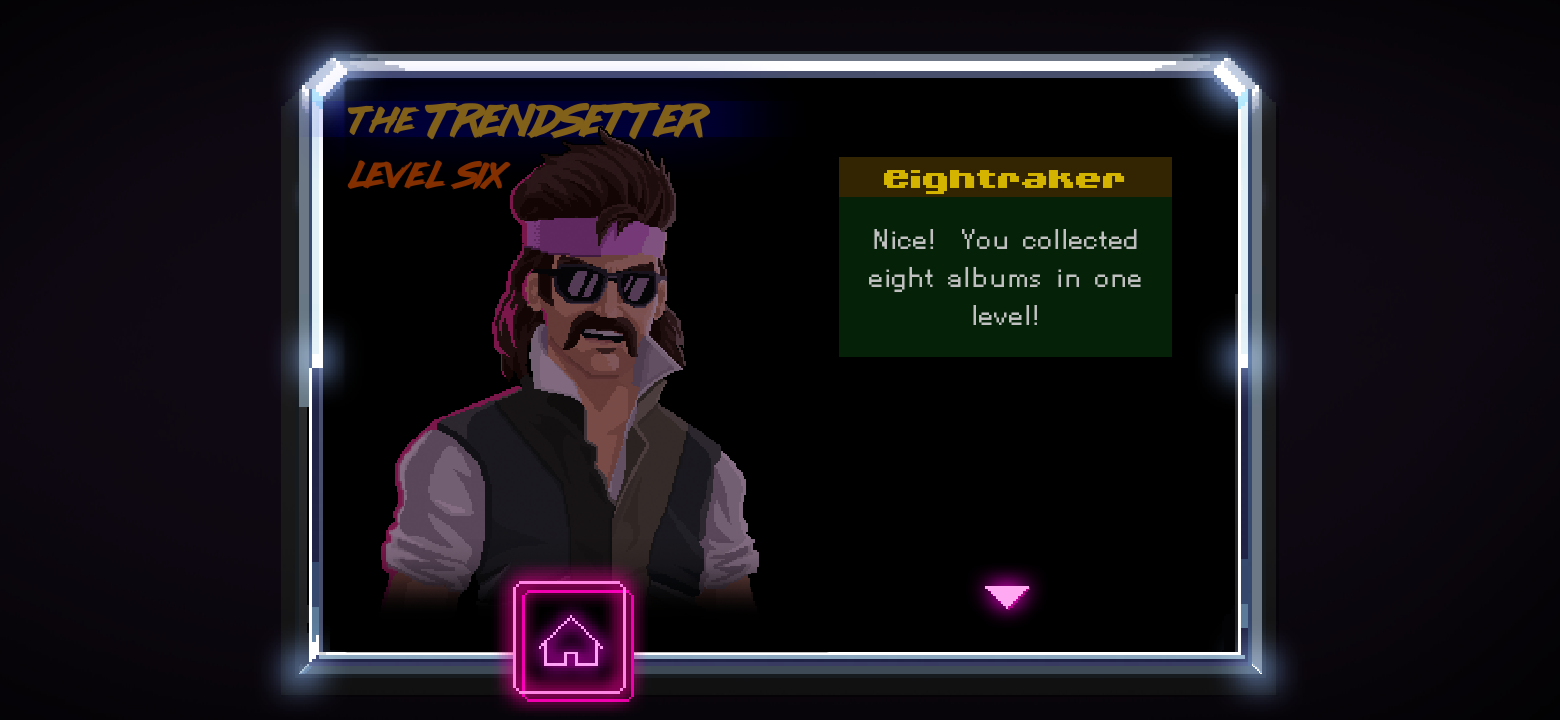 THE TRENDSETTER
LEVEL SIX
eightraker
Nice! You collected
eight albums in one
level!